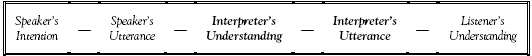 Speaker's — Speaker's — Interpreter's — Interpreter's — Listener's
Intention Utterance Understanding Utterance Understanding